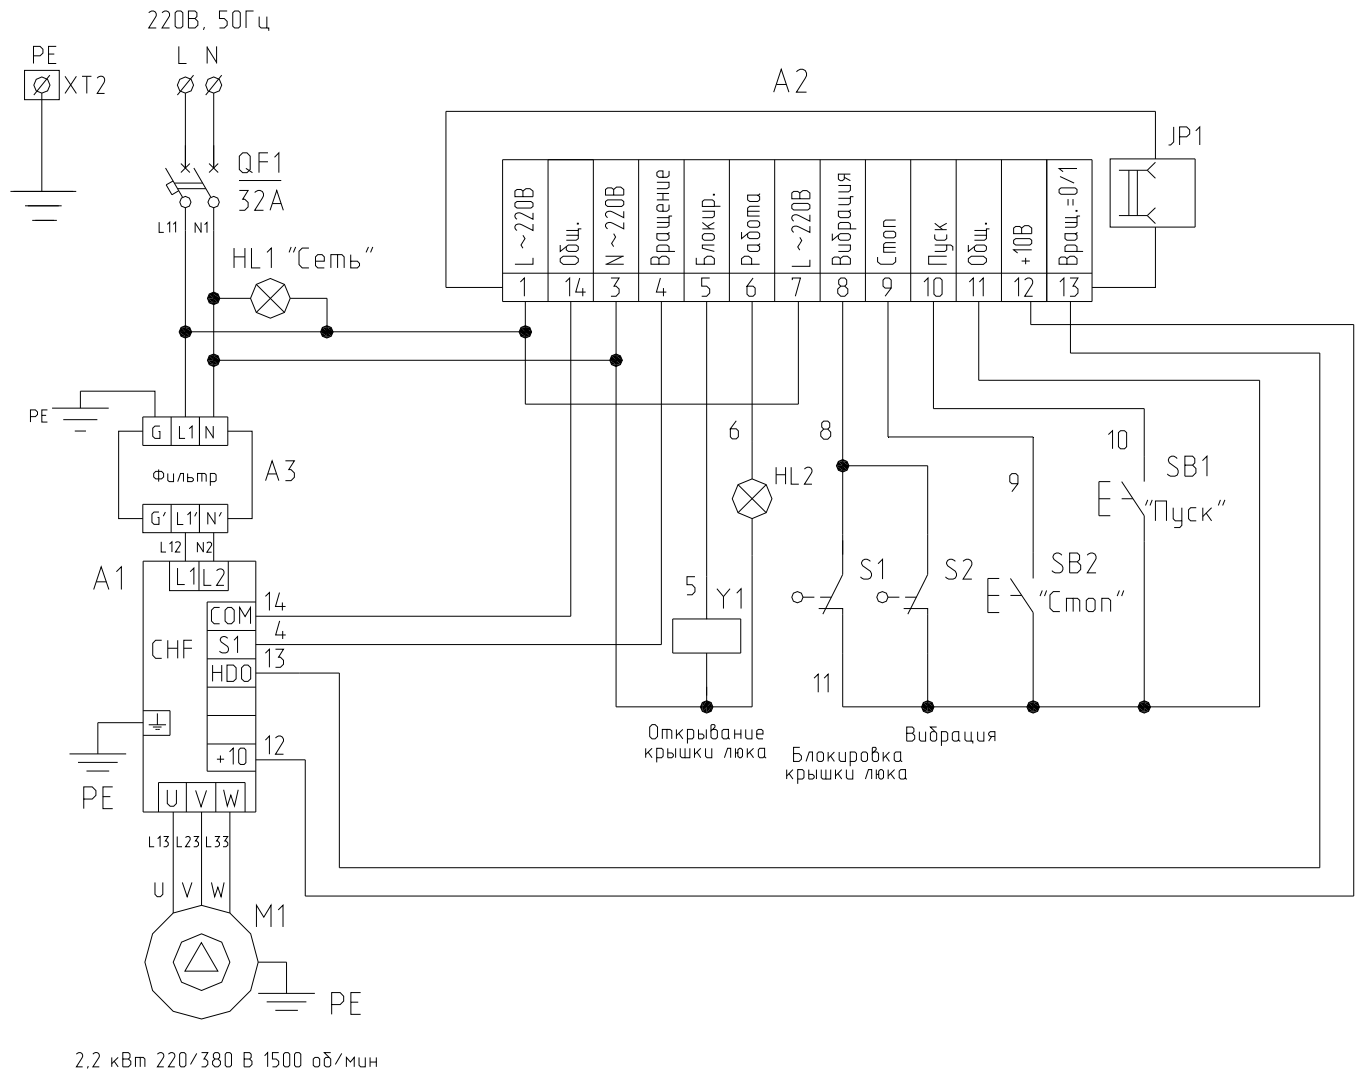 220В, 50Гц
L N
PE
XT2
A2
JP1
QF1
32A
L11 N1
HL1 "Сеть"
L ~220В
Общ.
N ~220В
Вращение
Блокир.
Работа
L ~220В
Вибрация
Стоп
Пуск
Общ.
+10В
Вращ.=0/1
1 14 3 4 5 6 7 8 9 10 11 12 13
PE
G L1 N
Фильтр
A3
G' L1' N'
L12 N2
6
8
10
9
HL2
SB1
"Пуск"
A1
L1 L2
CHF
COM
S1
HDO
+10
14
4
13
12
5
Y1
S1
S2
SB2
"Стоп"
11
Открывание
крышки люка
Блокировка
крышки люка
Вибрация
PE
U V W
L13 L23 L33
U V W
M1
PE
2,2 кВт 220/380 В 1500 об/мин